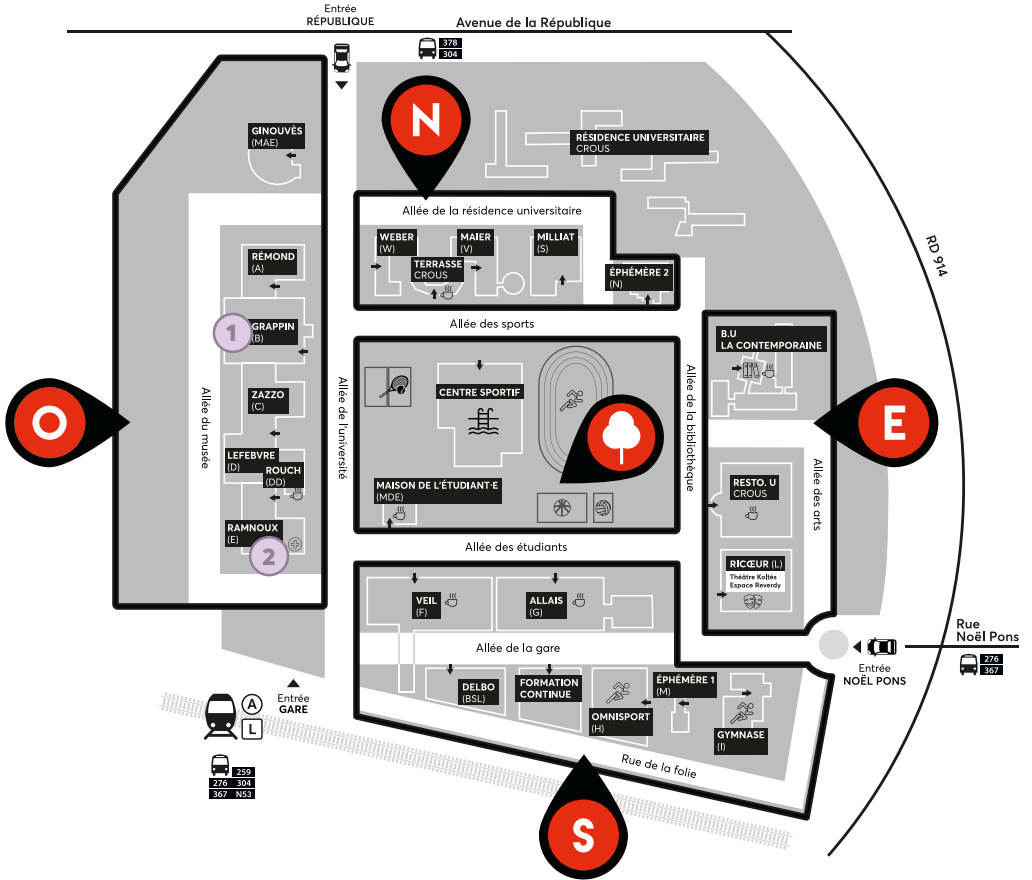 Entrée
RÉPUBLIQUE
Avenue de la République
378
304
N
GINOUVÈS
(MAE)
RÉSIDENCE UNIVERSITAIRE
CROUS
Allée de la résidence universitaire
WEBER
(W)
MAIER
(V)
MILLIAT
(S)
TERRASSE
CROUS
ÉPHÉMÈRE 2
(N)
RD 914
RÉMOND
(A)
1
GRAPPIN
(B)
Allée des sports
B.U
LA CONTEMPORAINE
ZAZZO
(C)
CENTRE SPORTIF
O
E
Allée du musée
Allée de l'université
Allée de la bibliothèque
Allée des arts
LEFEBVRE
(D)
ROUCH
(DD)
MAISON DE L'ÉTUDIANT·E
(MDE)
RESTO. U
CROUS
RAMNOUX
(E)
2
Allée des étudiants
RICŒUR (L)
Théâtre Koltès
Espace Reverdy
VEIL
(F)
ALLAIS
(G)
Allée de la gare
Rue
Noël Pons
276
367
Entrée
NOËL PONS
DELBO
(BSL)
FORMATION
CONTINUE
ÉPHÉMÈRE 1
(M)
OMNISPORT
(H)
GYMNASE
(I)
Entrée
GARE
A
L
259
276 304
367 N53
Rue de la folie
S